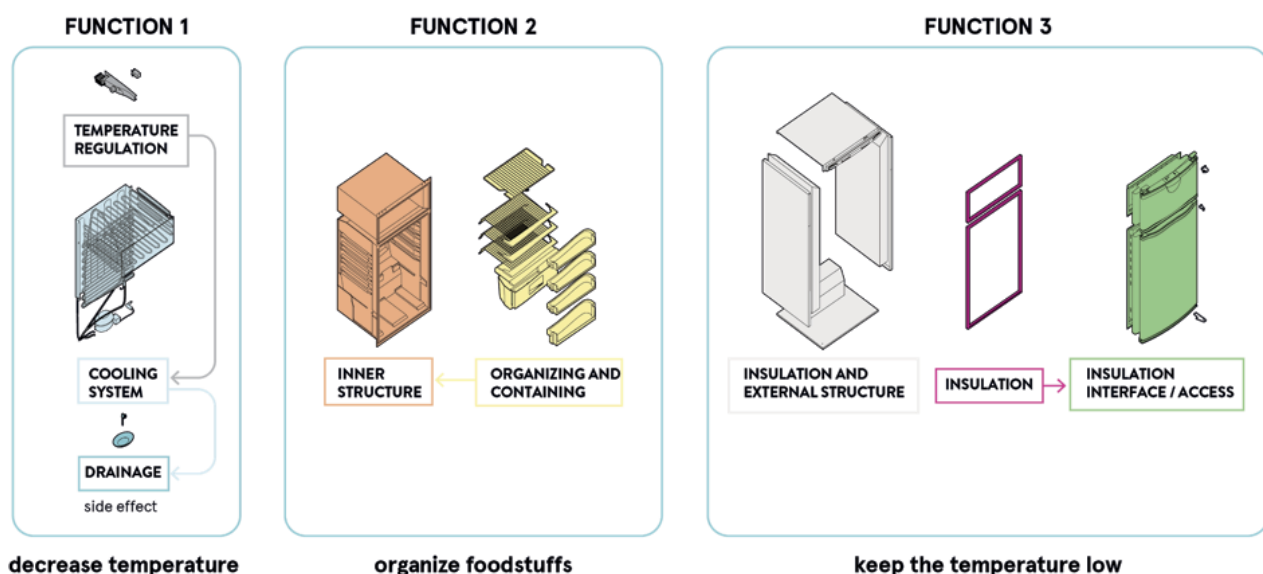 FUNCTION 1
FUNCTION 2
FUNCTION 3
TEMPERATURE
REGULATION
COOLING
SYSTEM
DRAINAGE
side effect
INNER
STRUCTURE
ORGANIZING AND
CONTAINING
INSULATION AND
EXTERNAL STRUCTURE
INSULATION
INSULATION
INTERFACE / ACCESS
decrease temperature
organize foodstuffs
keep the temperature low